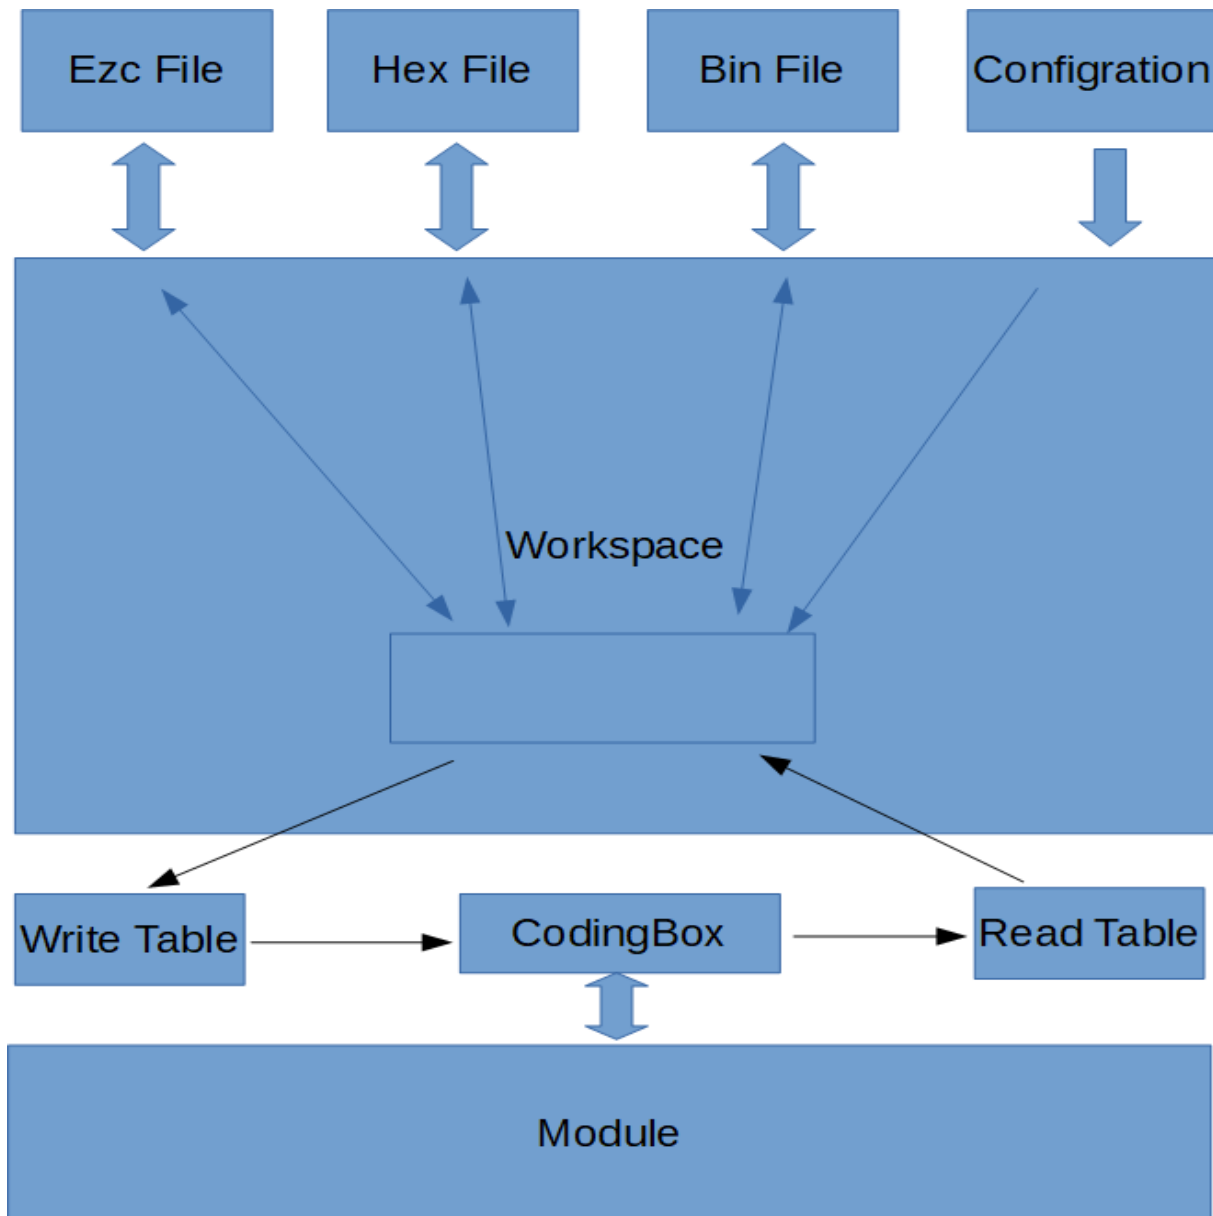 Ezc File
Hex File
Bin File
Configration
Workspace
Write Table
CodingBox
Read Table
Module